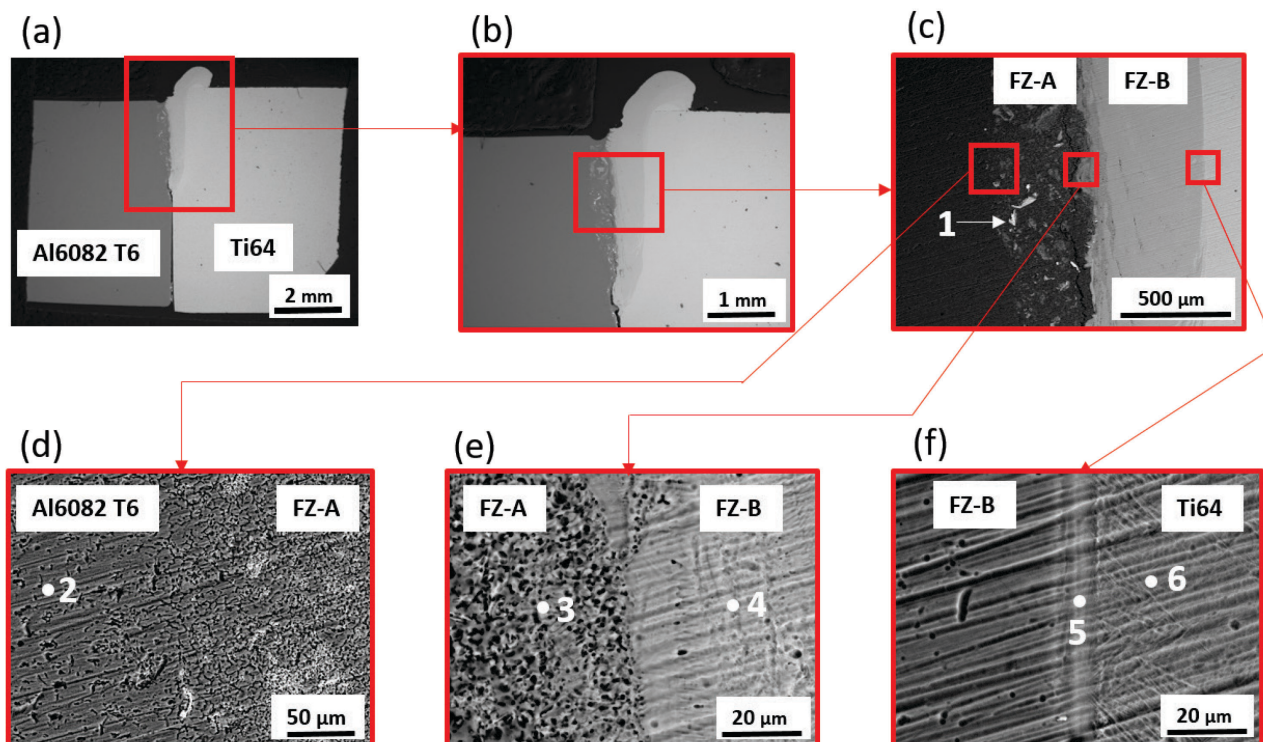 (a)
(b)
(c)
Al6082 T6
Ti64
2 mm
1 mm
FZ-A
FZ-B
1
500 µm
(d)
(e)
(f)
Al6082 T6
FZ-A
2
50 µm
FZ-A
FZ-B
3
4
20 µm
FZ-B
Ti64
5
6
20 µm